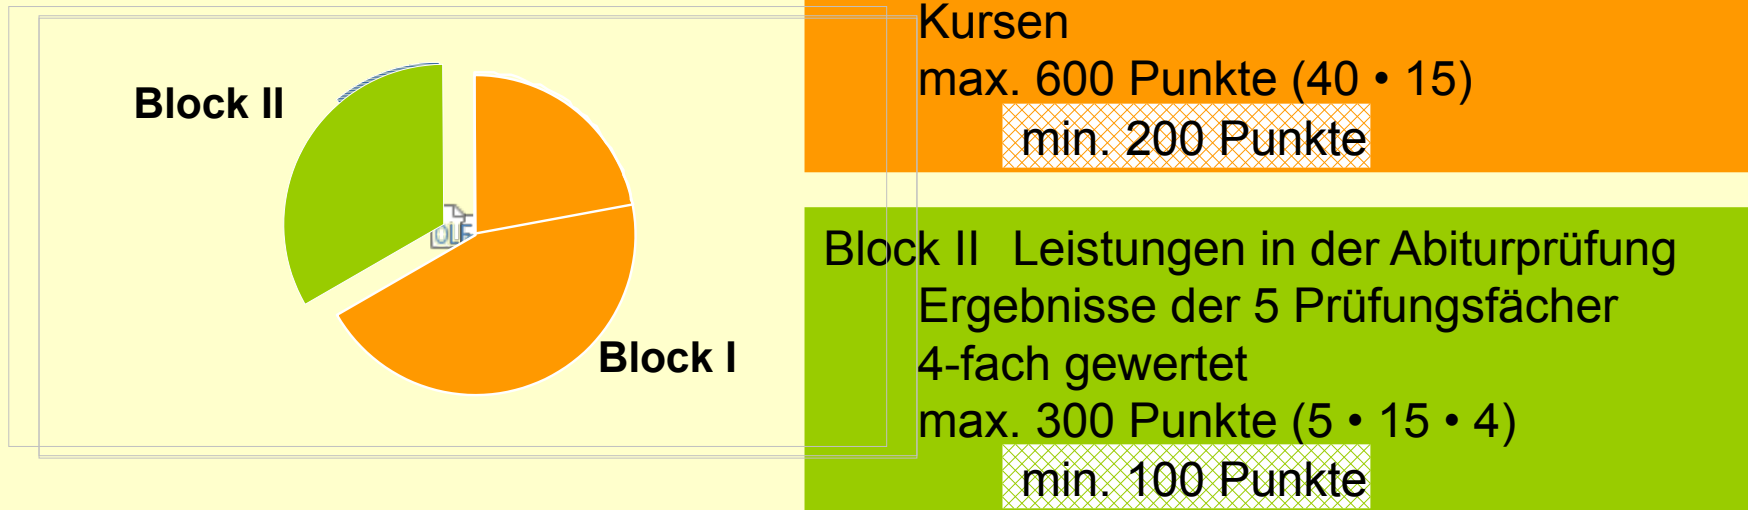 Block II
Block I
OLE
Kursen
max. 600 Punkte (40 • 15)
min. 200 Punkte
Block II Leistungen in der Abiturprüfung
Ergebnisse der 5 Prüfungsfächer
4-fach gewertet
max. 300 Punkte (5 • 15 • 4)
min. 100 Punkte